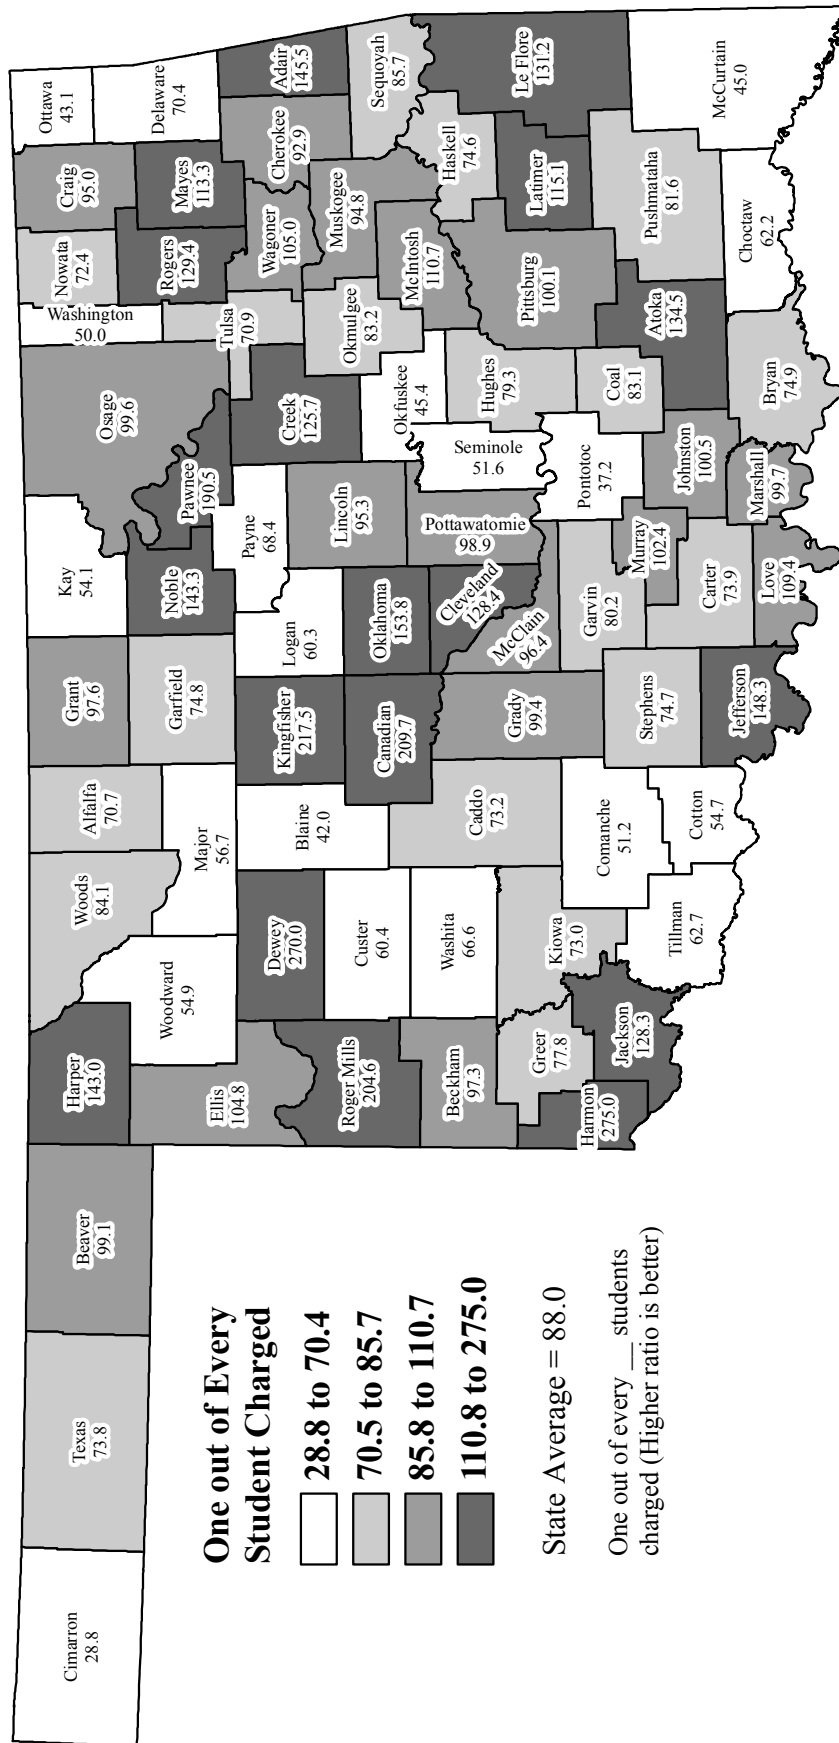 Cimarron
28.8
Texas
73.8
Beaver
99.1
Harper
143.0
Woods
84.1
Alfalfa
70.7
Grant
97.6
Kay
54.1
Osage
99.6
Washington
50.0
Nowata
72.4
Craig
95.0
Ottawa
43.1
Delaware
70.4
Mayes
113.3
Rogers
129.4
Pawnee
190.5
Noble
143.3
Garfield
74.8
Major
56.7
Woodward
54.9
Ellis
104.8
Dewey
270.0
Blaine
42.0
Kingfisher
217.5
Logan
60.3
Payne
68.4
Creek
125.7
Tulsa
70.9
Wagoner
105.0
Cherokee
92.9
Adair
145.5
Sequoyah
85.7
Muskogee
94.8
Okmulgee
83.2
McIntosh
110.7
Okfuskee
45.4
Lincoln
95.3
Oklahoma
153.8
Canadian
209.7
Custer
60.4
Roger Mills
204.6
Beckham
97.3
Washita
66.6
Caddo
73.2
Grady
99.4
Cleveland
128.4
McClain
96.4
Pottawatomie
98.9
Seminole
51.6
Hughes
79.3
Pittsburg
100.1
Haskell
74.6
Le Flore
131.2
Latimer
115.1
Pushmataha
81.6
McCurtain
45.0
Choctaw
62.2
Atoka
134.5
Coal
83.1
Pontotoc
37.2
Johnston
100.5
Murray
102.4
Garvin
80.2
Stephens
74.7
Carter
73.9
Love
109.4
Marshall
99.7
Bryan
74.9
Jefferson
148.3
Cotton
54.7
Comanche
51.2
Tillman
62.7
Kiowa
73.0
Greer
77.8
Jackson
128.3
Harmon
275.0
One out of Every
Student Charged
28.8 to 70.4
70.5 to 85.7
85.8 to 110.7
110.8 to 275.0
State Average = 88.0
One out of every __ students
charged (Higher ratio is better)